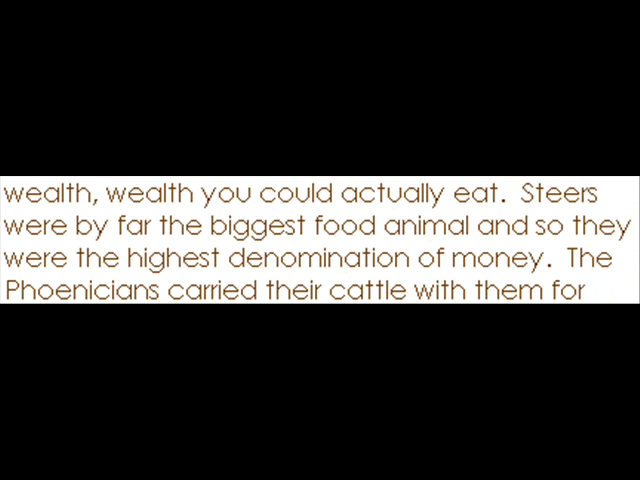 wealth, wealth you could actually eat.  Steers
were by far the biggest food animal and so they
were the highest denomination of money.  The
Phoenicians carried their cattle with them for